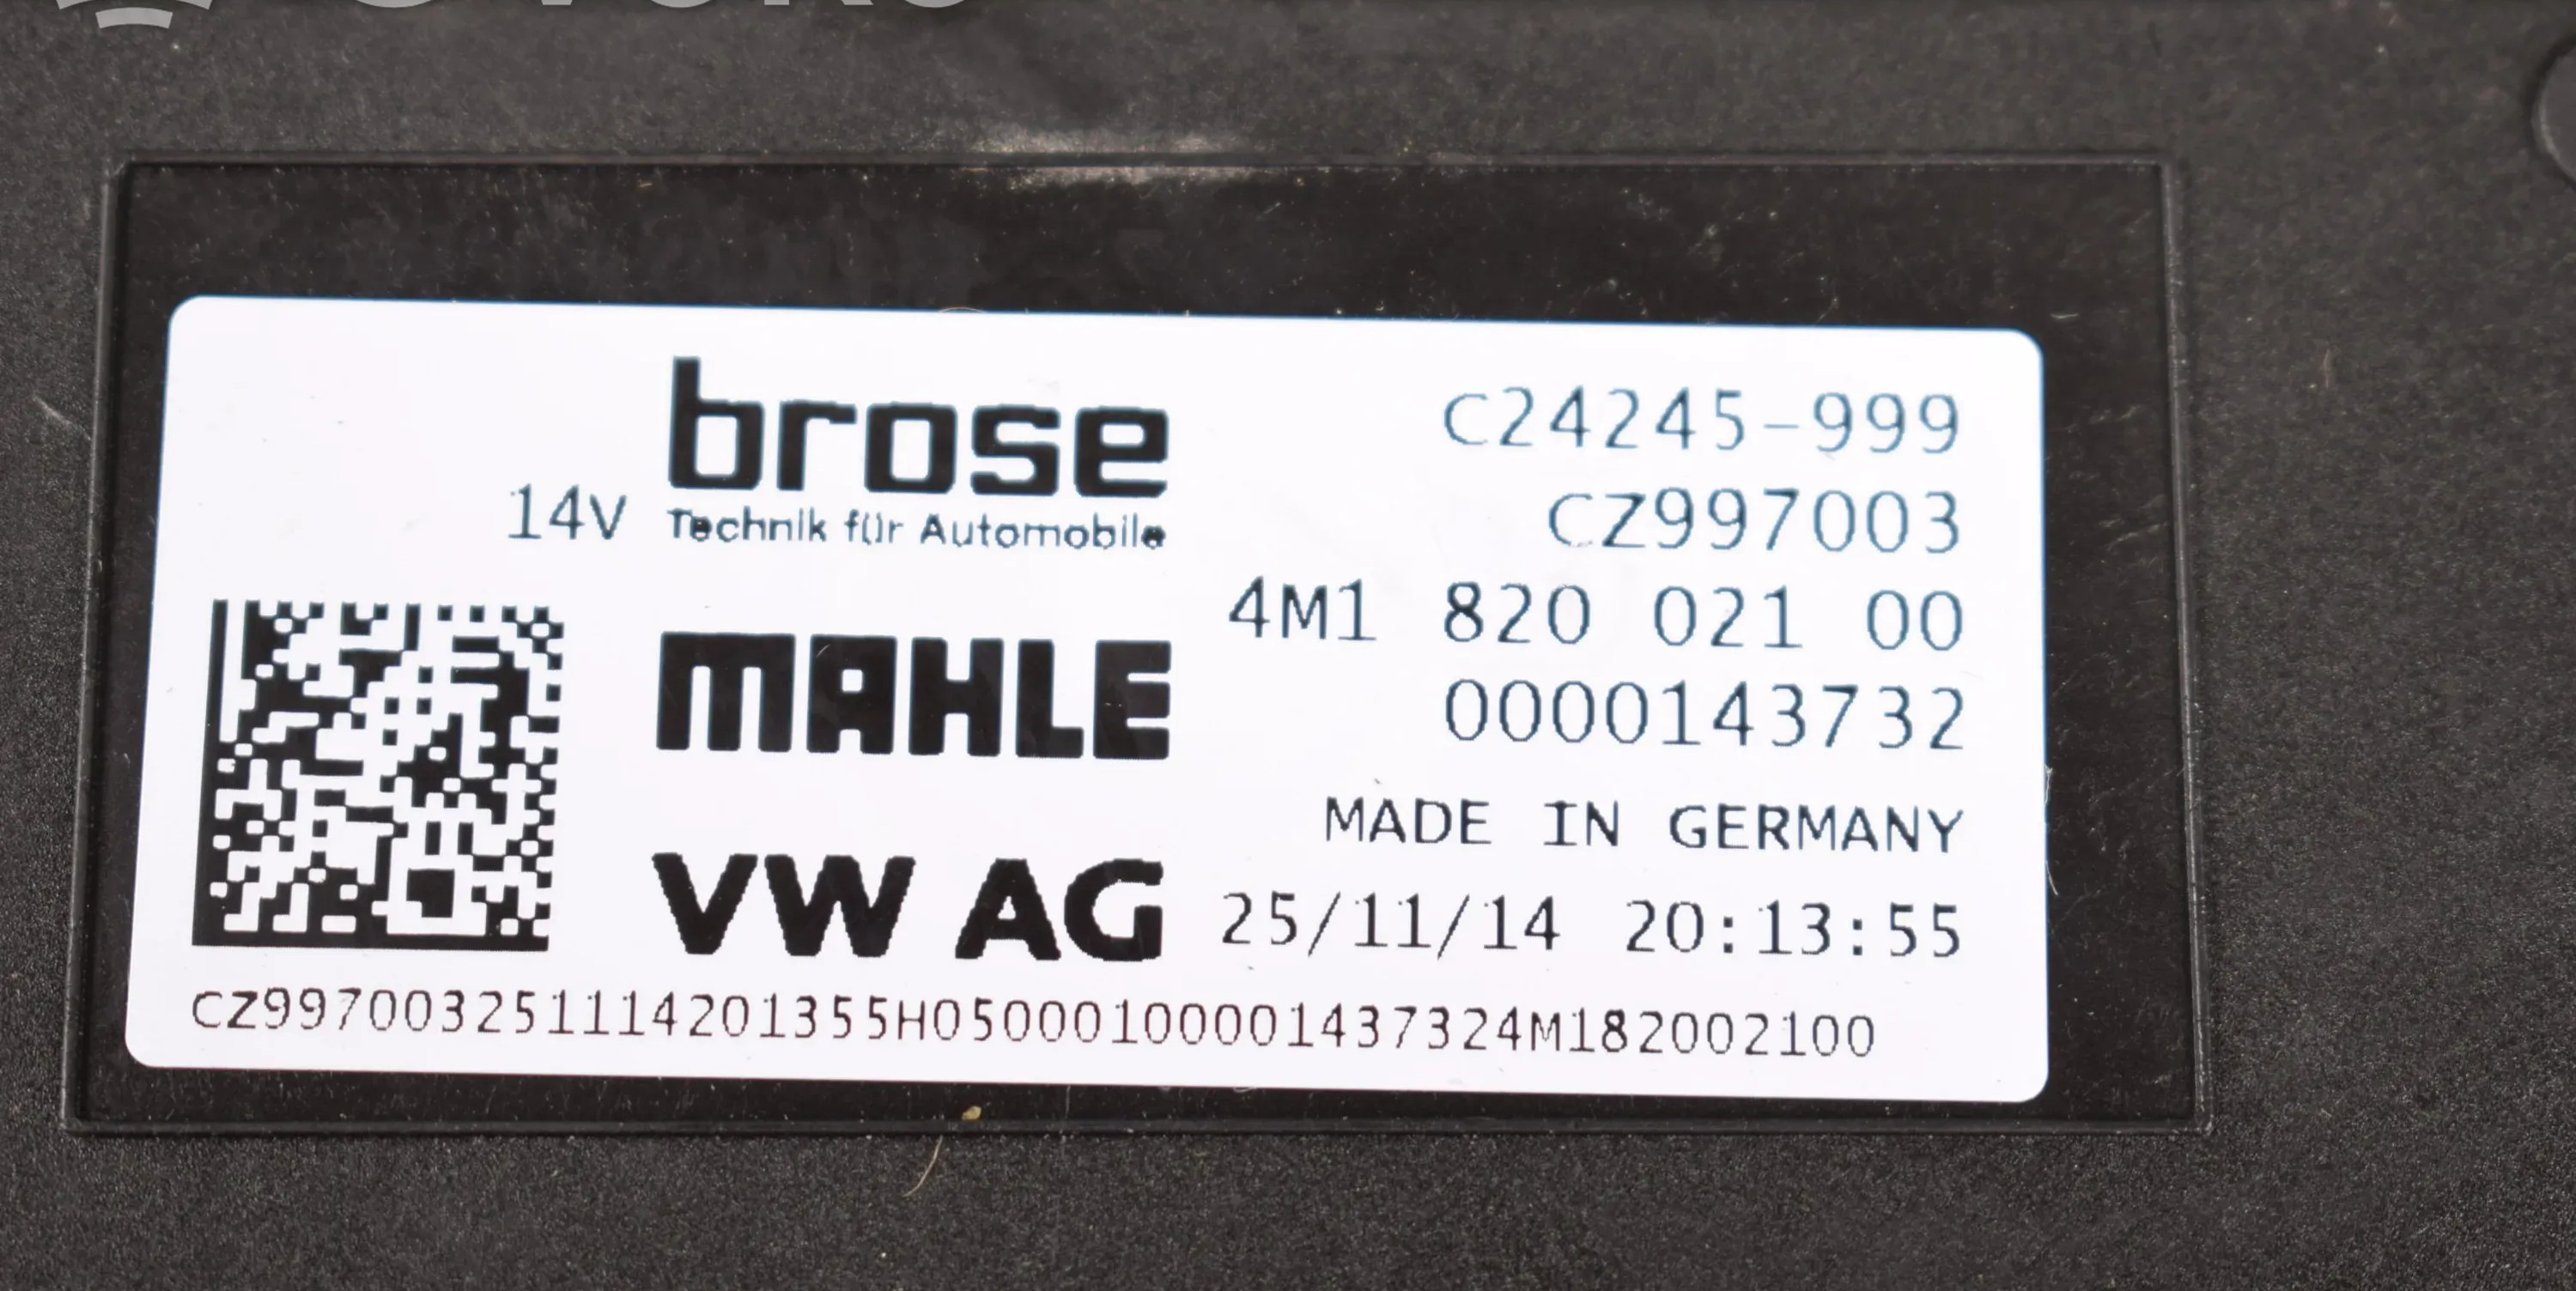 brose
14V Technik für Automobile
MAHLE
VW AG
C24245-999
CZ997003
4M1 820 021 00
0000143732
MADE IN GERMANY
25/11/14 20:13:55
CZ997003251114201355H05000100001437324M182002100